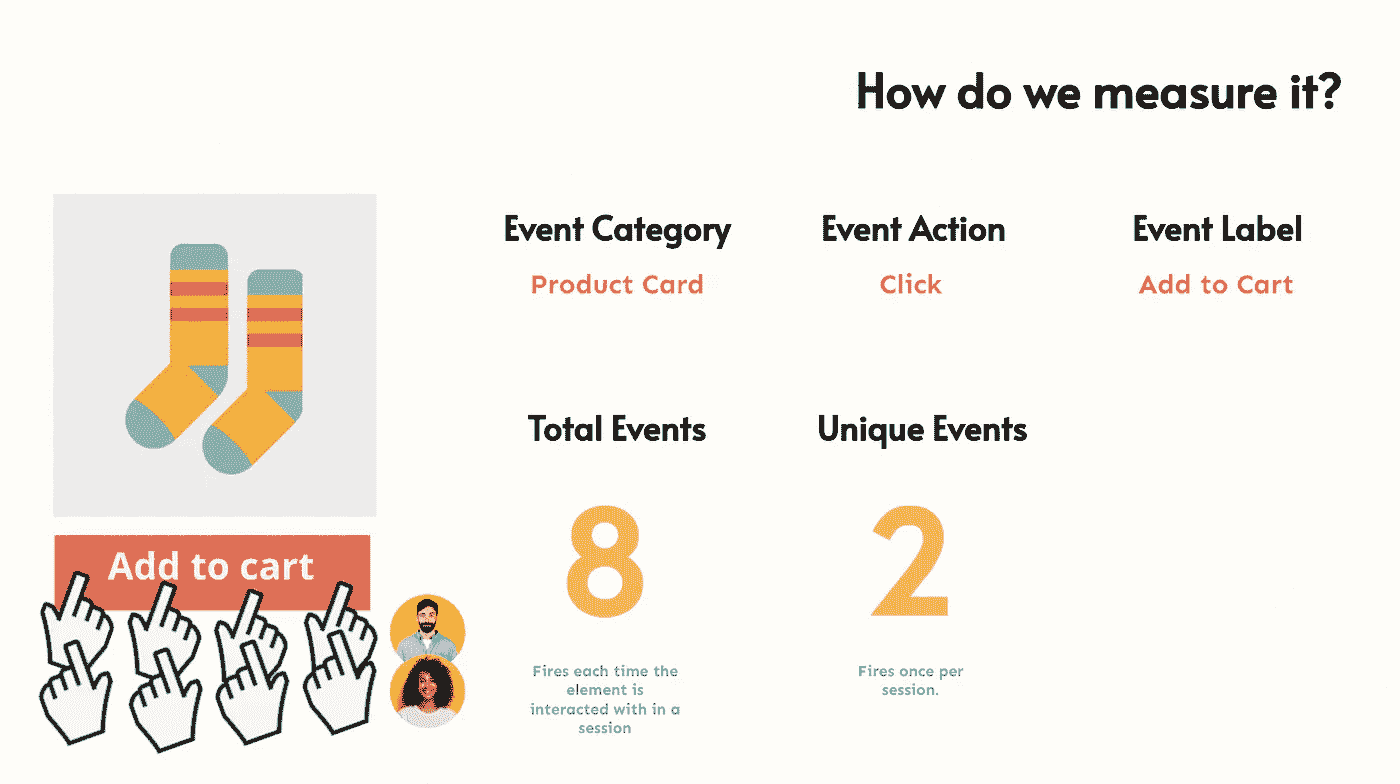 How do we measure it?
Event Category
Event Action
Event Label
Product Card
Click
Add to Cart
Total Events
Unique Events
8
2
Add to cart
Fires each time the
element is
interacted with in a
session
Fires once per
session.